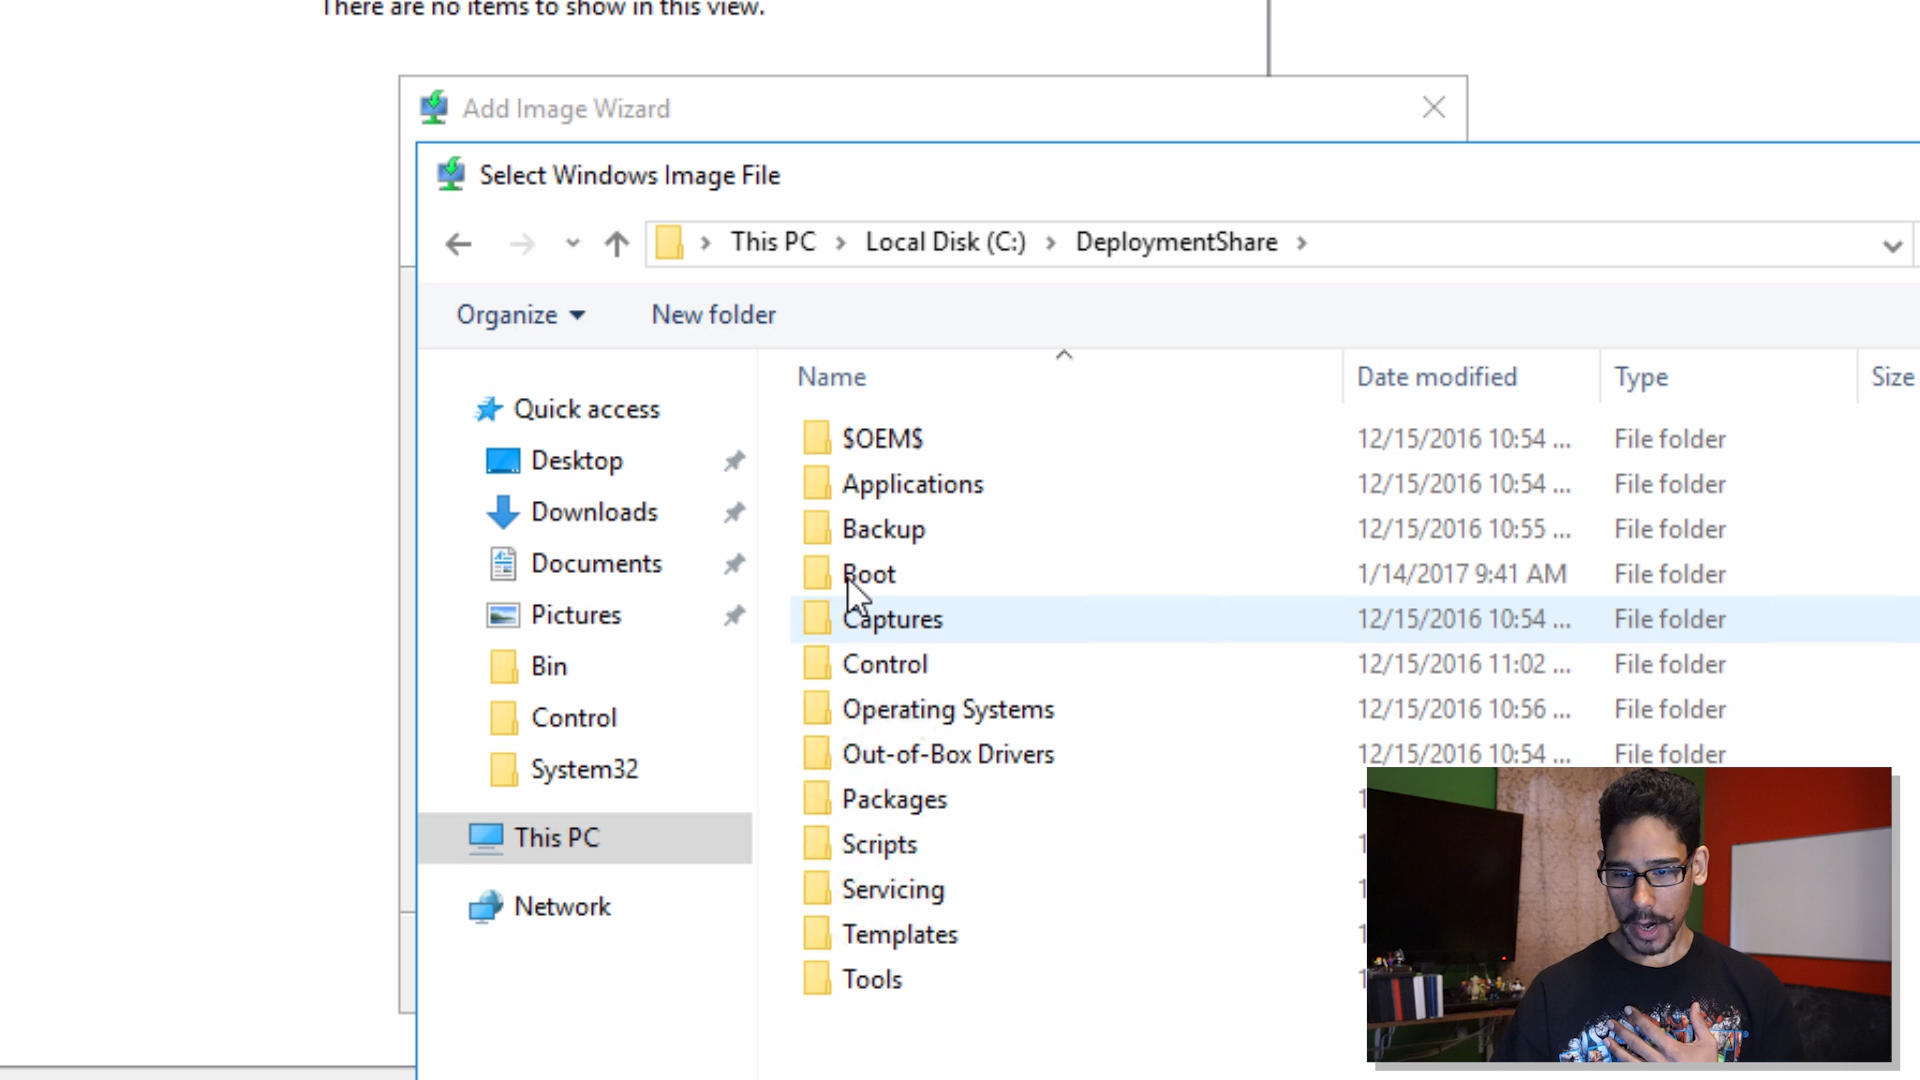 There are no items to show in this view.
Add Image Wizard
Select Windows Image File
This PC > Local Disk (C:) > DeploymentShare >
Organize New folder
Name Date modified Type Size
Quick access
Desktop
Downloads
Documents
Pictures
Bin
Control
System32
This PC
Network
$OEM$ 12/15/2016 10:54 ... File folder
Applications 12/15/2016 10:54 ... File folder
Backup 12/15/2016 10:55 ... File folder
Boot 1/14/2017 9:41 AM File folder
Captures 12/15/2016 10:54 ... File folder
Control 12/15/2016 11:02 ... File folder
Operating Systems 12/15/2016 10:56 ... File folder
Out-of-Box Drivers 12/15/2016 10:54 ... File folder
Packages 1
Scripts 1
Servicing 1
Templates 1
Tools 1